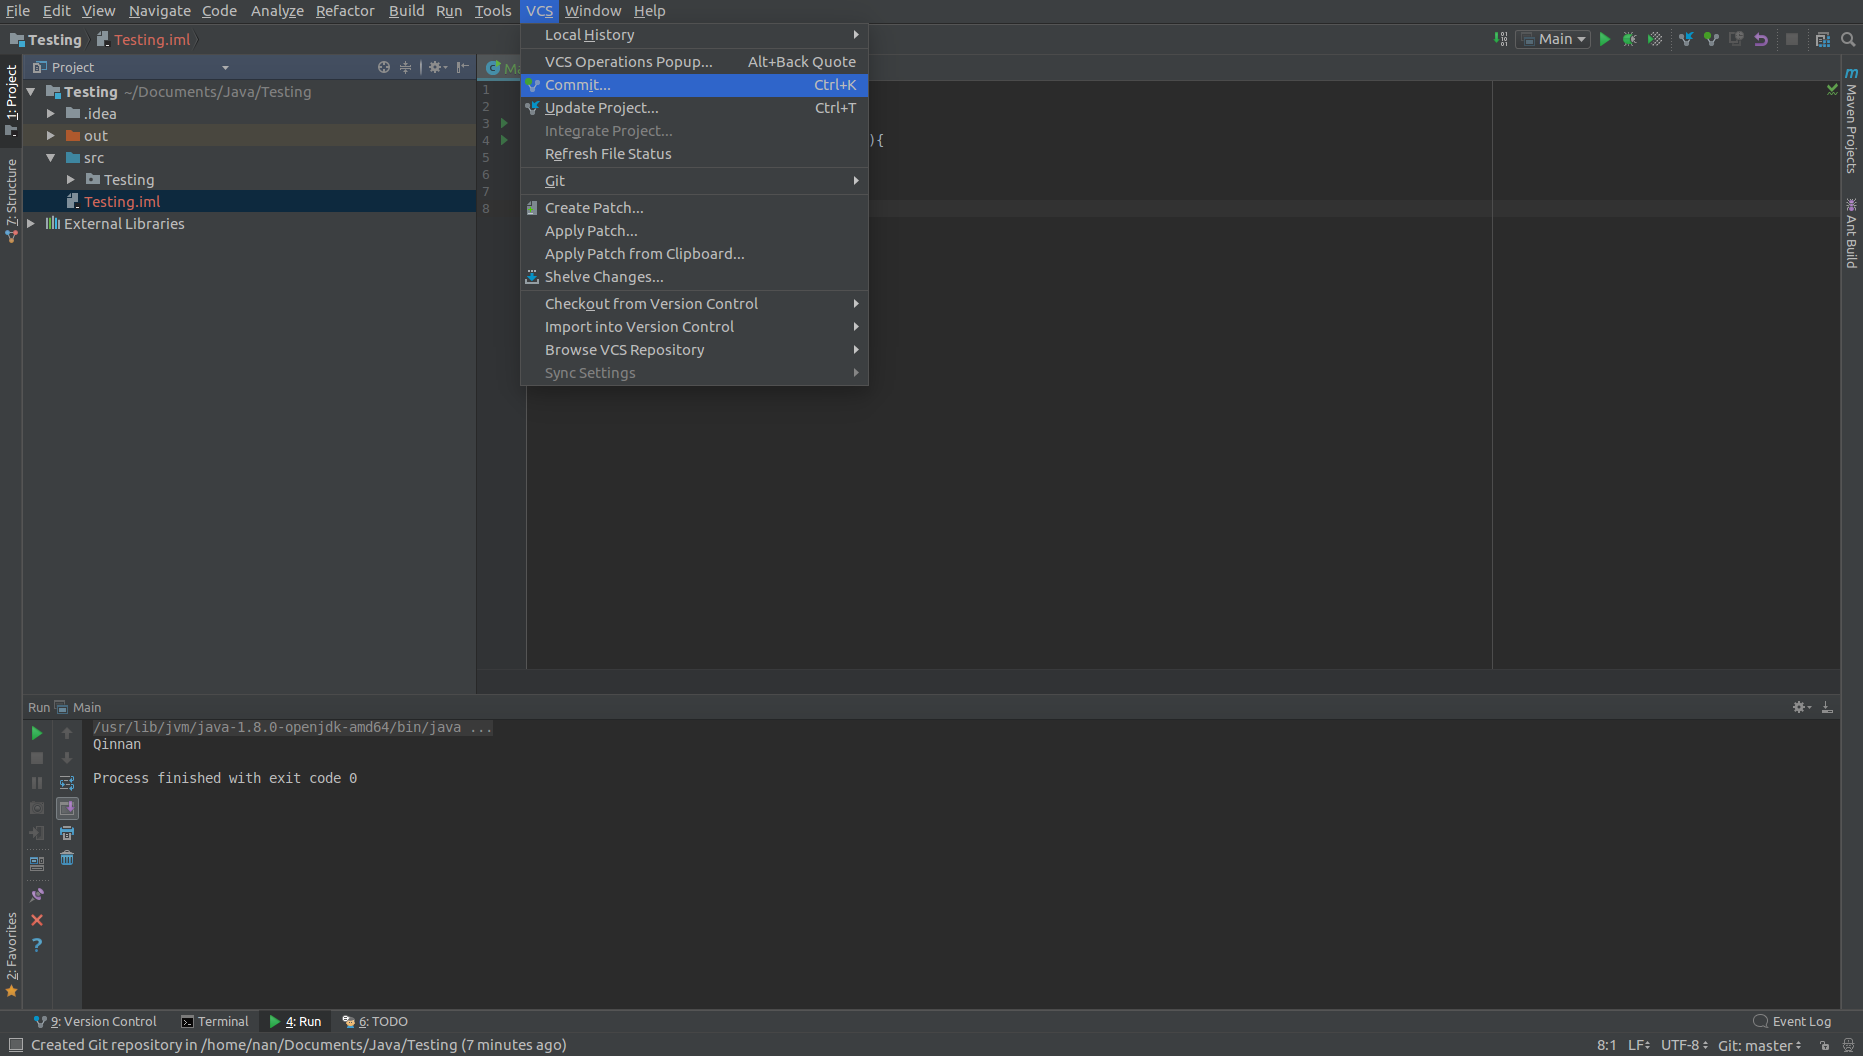 File Edit View Navigate Code Analyze Refactor Build Run Tools VCS Window Help
Testing Testing.iml
Main
1: Project
7: Structure
2: Favorites
Project
Testing ~/Documents/Java/Testing
.idea
out
src
Testing
Testing.iml
External Libraries
Local History
VCS Operations Popup... Alt+Back Quote
Commit... Ctrl+K
Update Project... Ctrl+T
Integrate Project...
Refresh File Status
Git
Create Patch...
Apply Patch...
Apply Patch from Clipboard...
Shelve Changes...
Checkout from Version Control
Import into Version Control
Browse VCS Repository
Sync Settings
1
2
3
4 ){
5
6
7
8
Maven Projects
Ant Build
Run Main
/usr/lib/jvm/java-1.8.0-openjdk-amd64/bin/java ...
Qinnan
Process finished with exit code 0
9: Version Control Terminal 4: Run 6: TODO Event Log
Created Git repository in /home/nan/Documents/Java/Testing (7 minutes ago) 8:1 LF UTF-8 Git: master